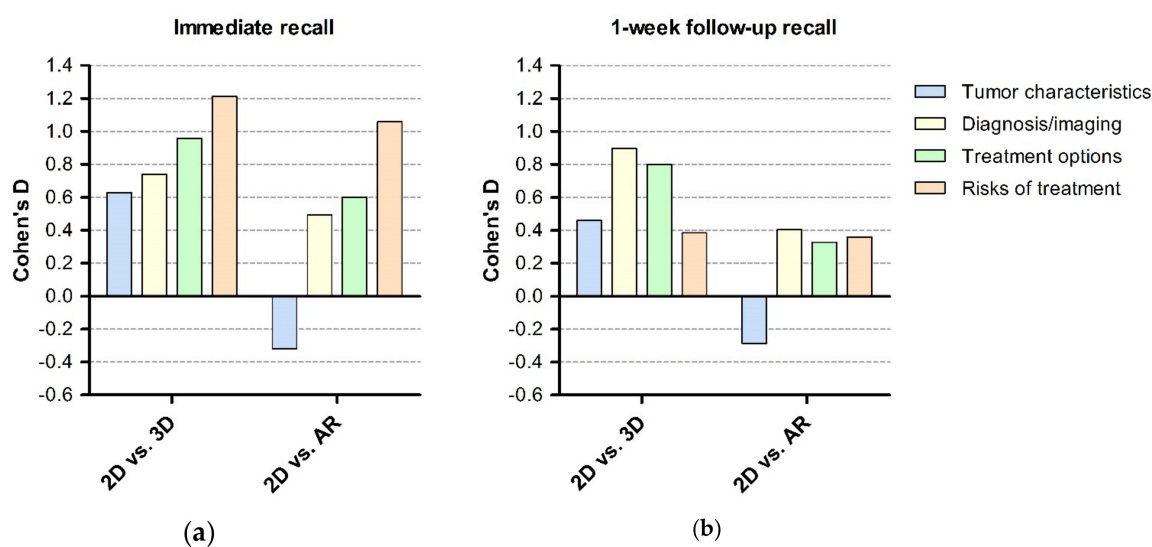 Immediate recall
1.4
1.2
1.0
0.8
0.6
0.4
0.2
0.0
-0.2
-0.4
-0.6
Cohen's D
2D vs. 3D
2D vs. AR
(a)
1-week follow-up recall
1.4
1.2
1.0
0.8
0.6
0.4
0.2
0.0
-0.2
-0.4
-0.6
Cohen's D
2D vs. 3D
2D vs. AR
(b)
Tumor characteristics
Diagnosis/imaging
Treatment options
Risks of treatment